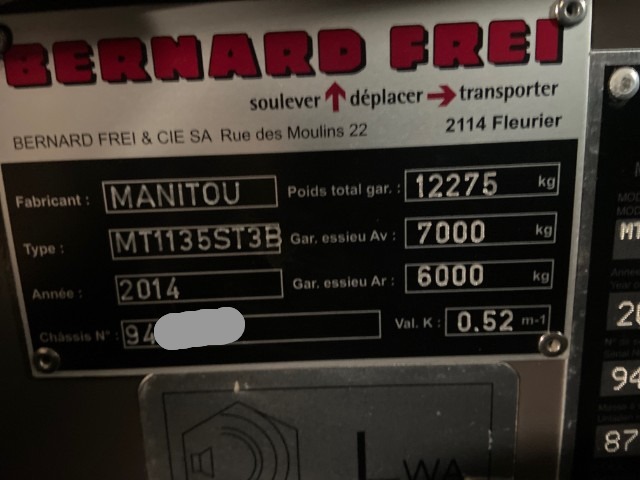 BERNARD FREI
soulever déplacer transporter
BERNARD FREI & CIE SA Rue des Moulins 22
2114 Fleurier
Fabricant : MANITOU Poids total gar. : 12275 kg
Type : MT1135ST3B Gar. essieu Av : 7000 kg
Année : 2014 Gar. essieu Ar : 6000 kg
Châssis N° : 94 Val. K : 0.52 m-1
LWA
MT
20
94
87